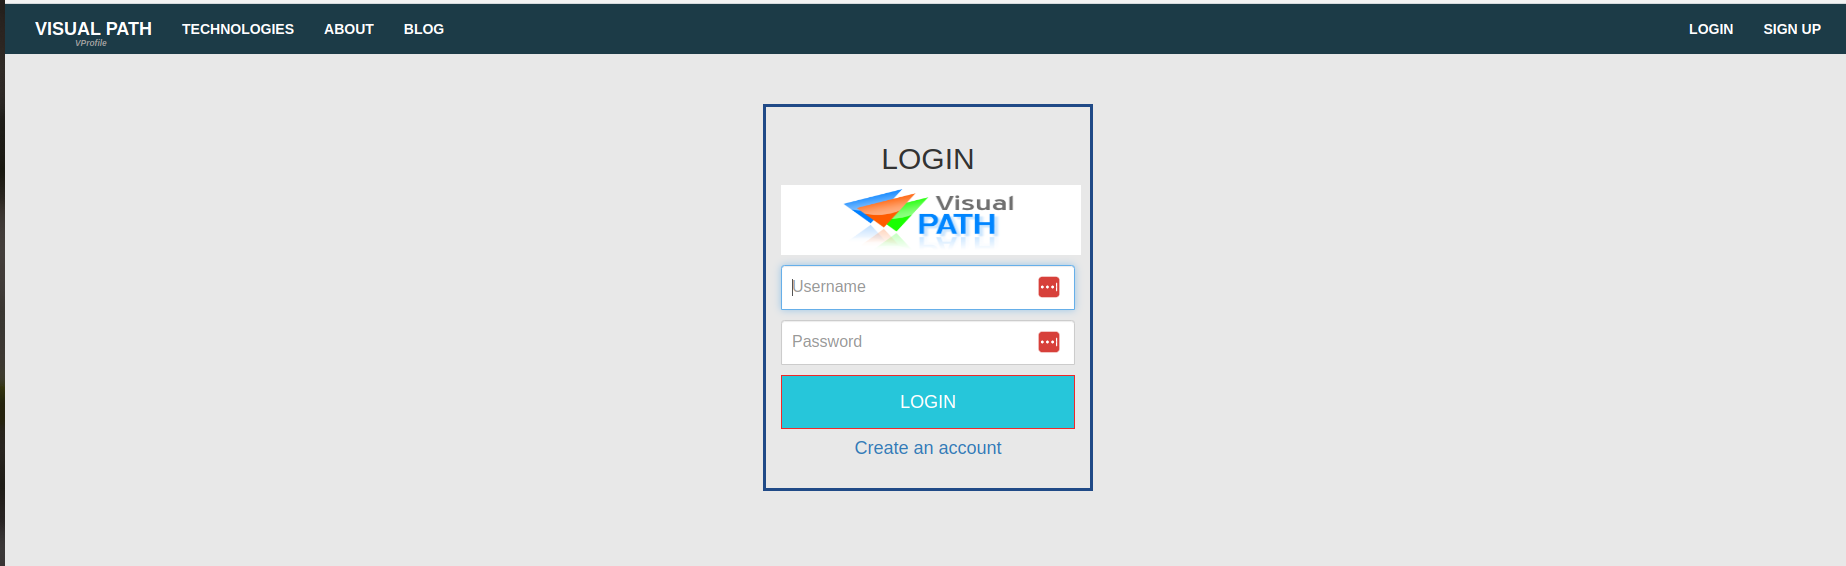 VISUAL PATH TECHNOLOGIES ABOUT BLOG LOGIN SIGN UP
VProfile
LOGIN
Visual
PATH
Username
Password
LOGIN
Create an account